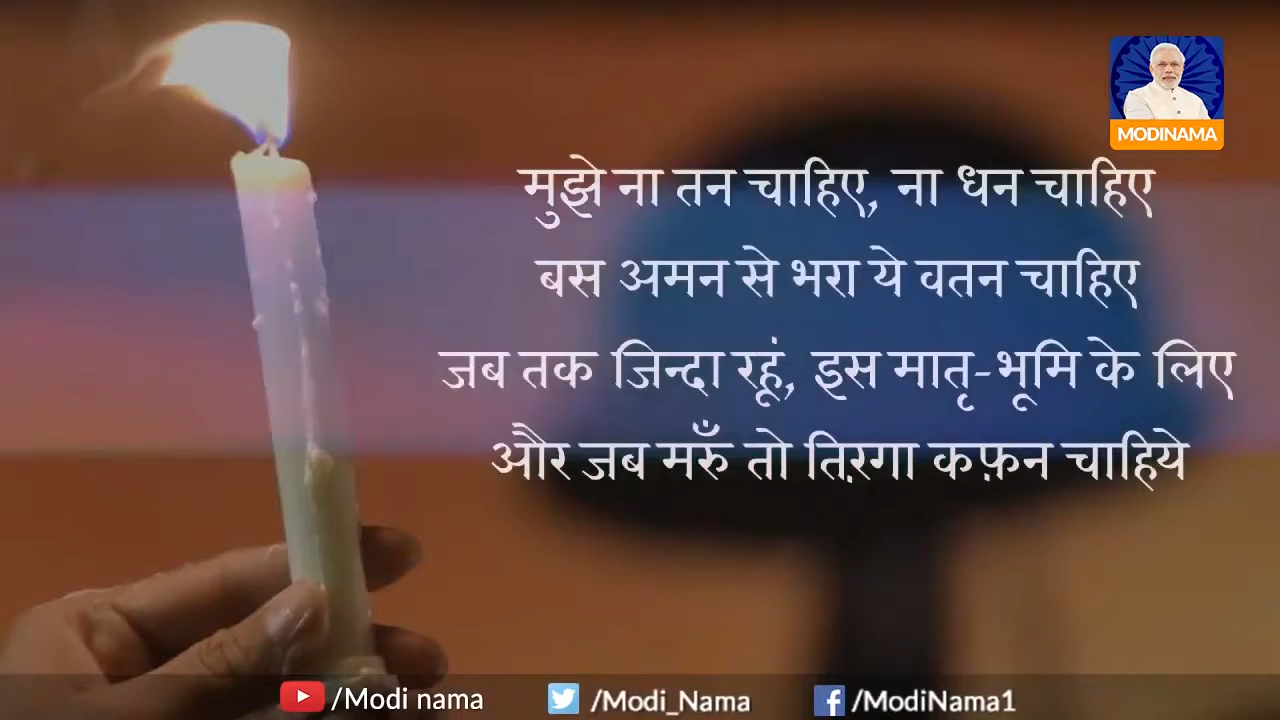 MODINAMA
मुझे ना तन चाहिए, ना धन चाहिए
बस अमन से भरा ये वतन चाहिए
जब तक जिन्दा रहूं, इस मातृ-भूमि के लिए
और जब मरुँ तो तिऱगा कफ़न चाहिये
/Modi nama /Modi_Nama /ModiNama1